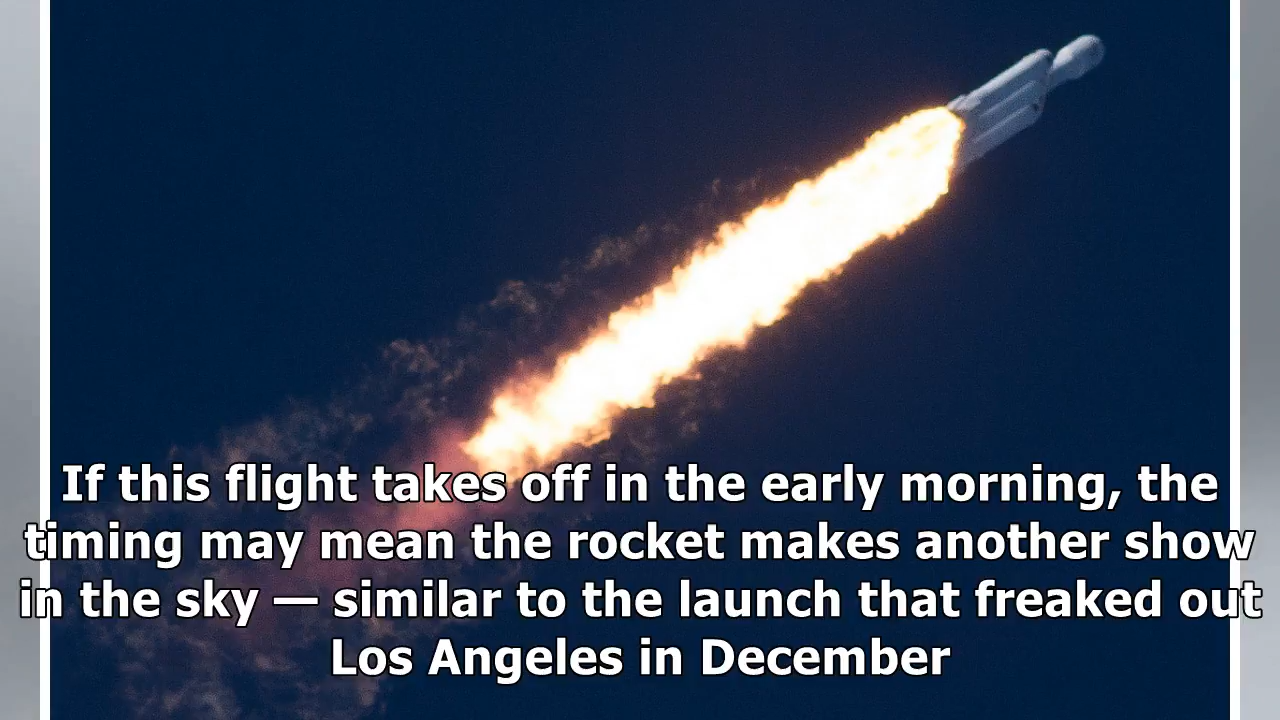 If this flight takes off in the early morning, the
timing may mean the rocket makes another show
in the sky — similar to the launch that freaked out
Los Angeles in December